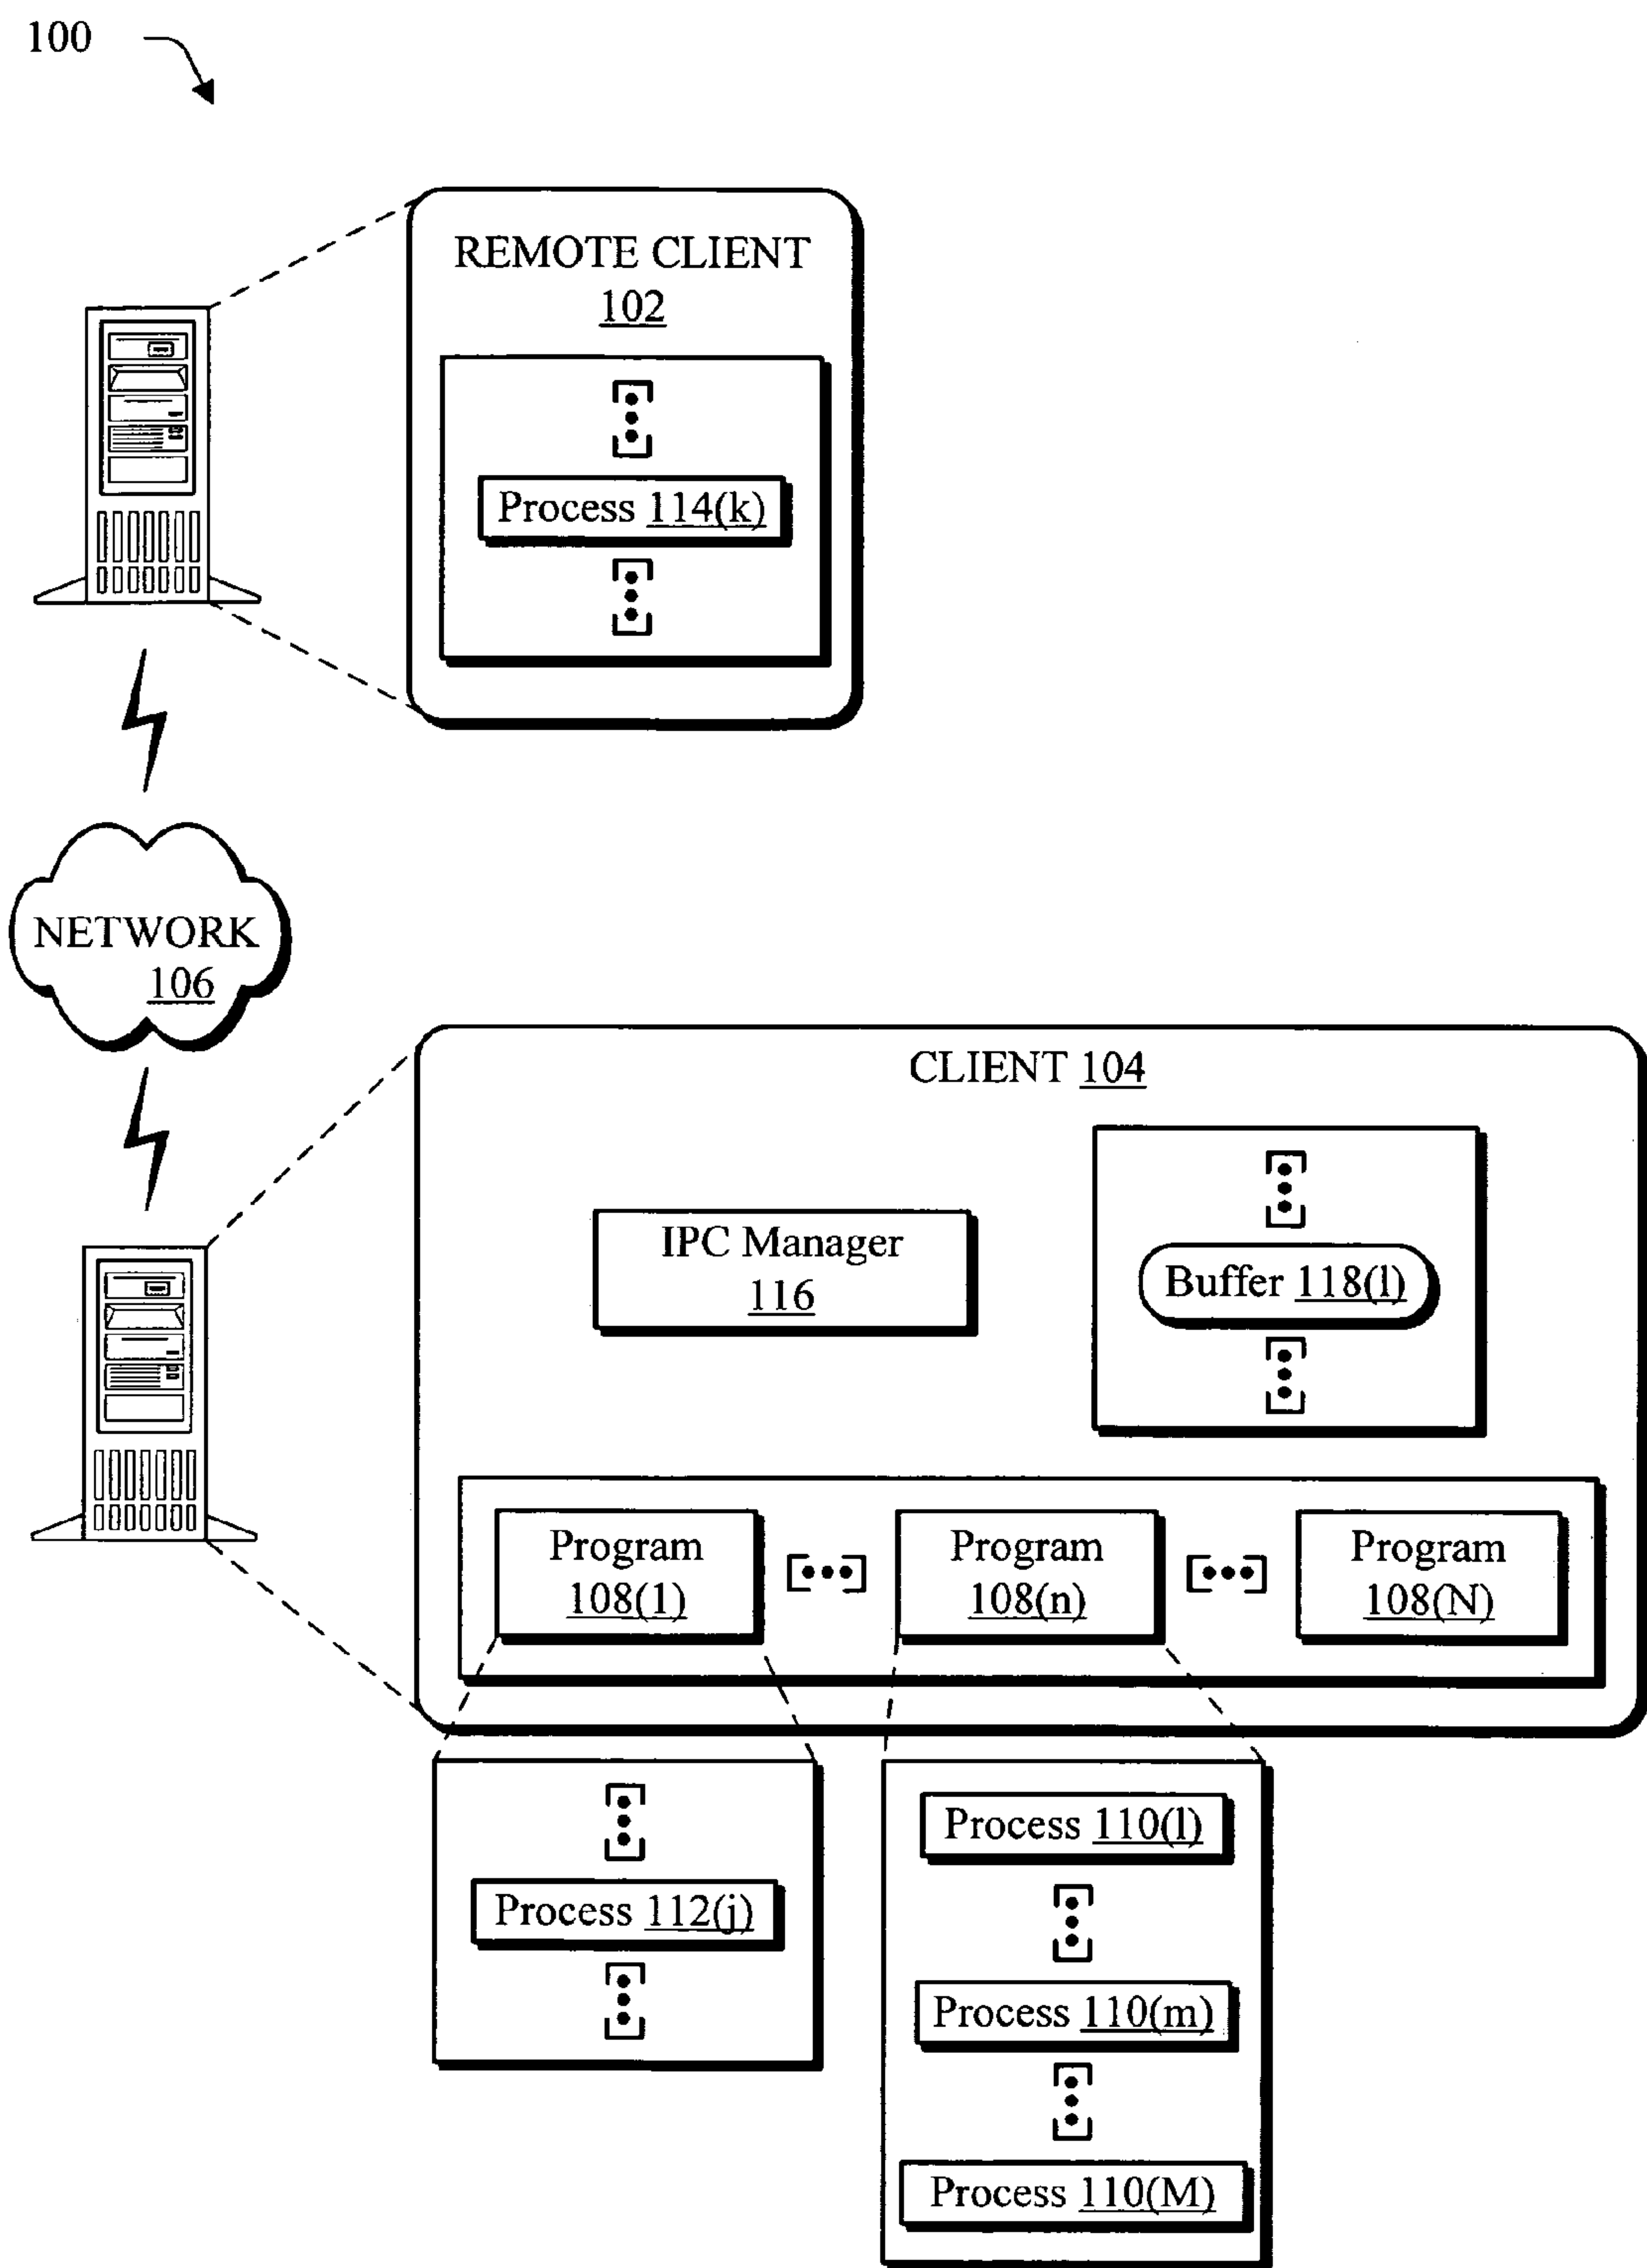 100
REMOTE CLIENT
102
Process 114(k)
NETWORK
106
CLIENT 104
IPC Manager
116
Buffer 118(l)
Program
108(1)
Program
108(n)
Program
108(N)
Process 110(l)
Process 112(j)
Process 110(m)
Process 110(M)